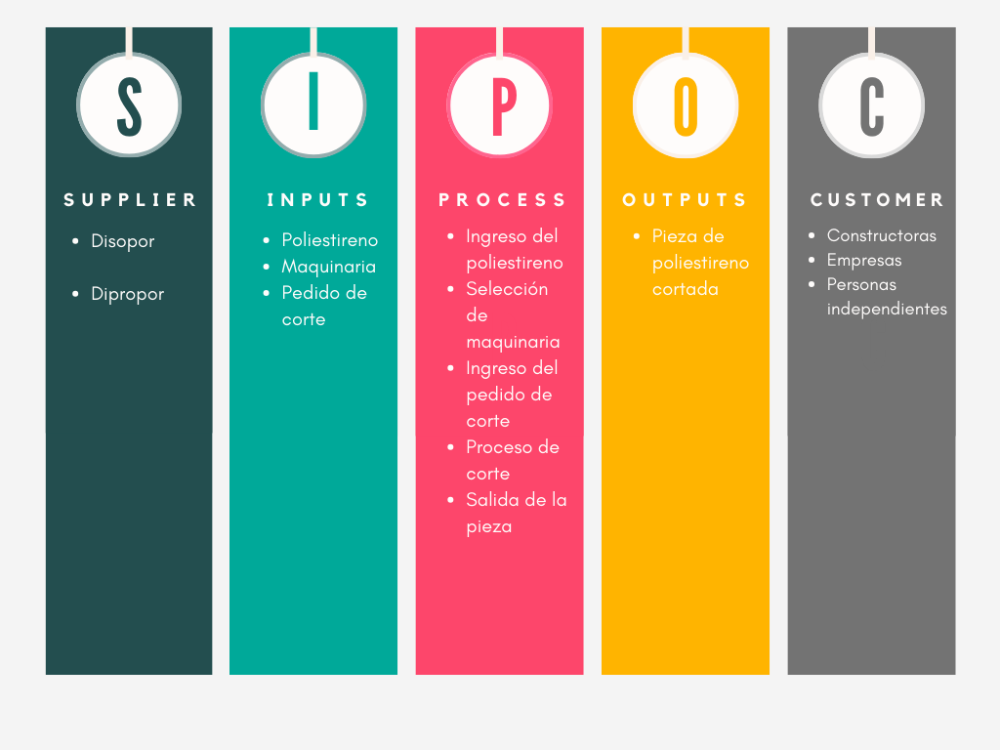 S
SUPPLIER
• Disopor
• Dipropor
I
INPUTS
• Poliestireno
• Maquinaria
• Pedido de
corte
P
PROCESS
• Ingreso del
poliestireno
• Selección
de
maquinaria
• Ingreso del
pedido de
corte
• Proceso de
corte
• Salida de la
pieza
O
OUTPUTS
• Pieza de
poliestireno
cortada
C
CUSTOMER
• Constructoras
• Empresas
• Personas
independientes